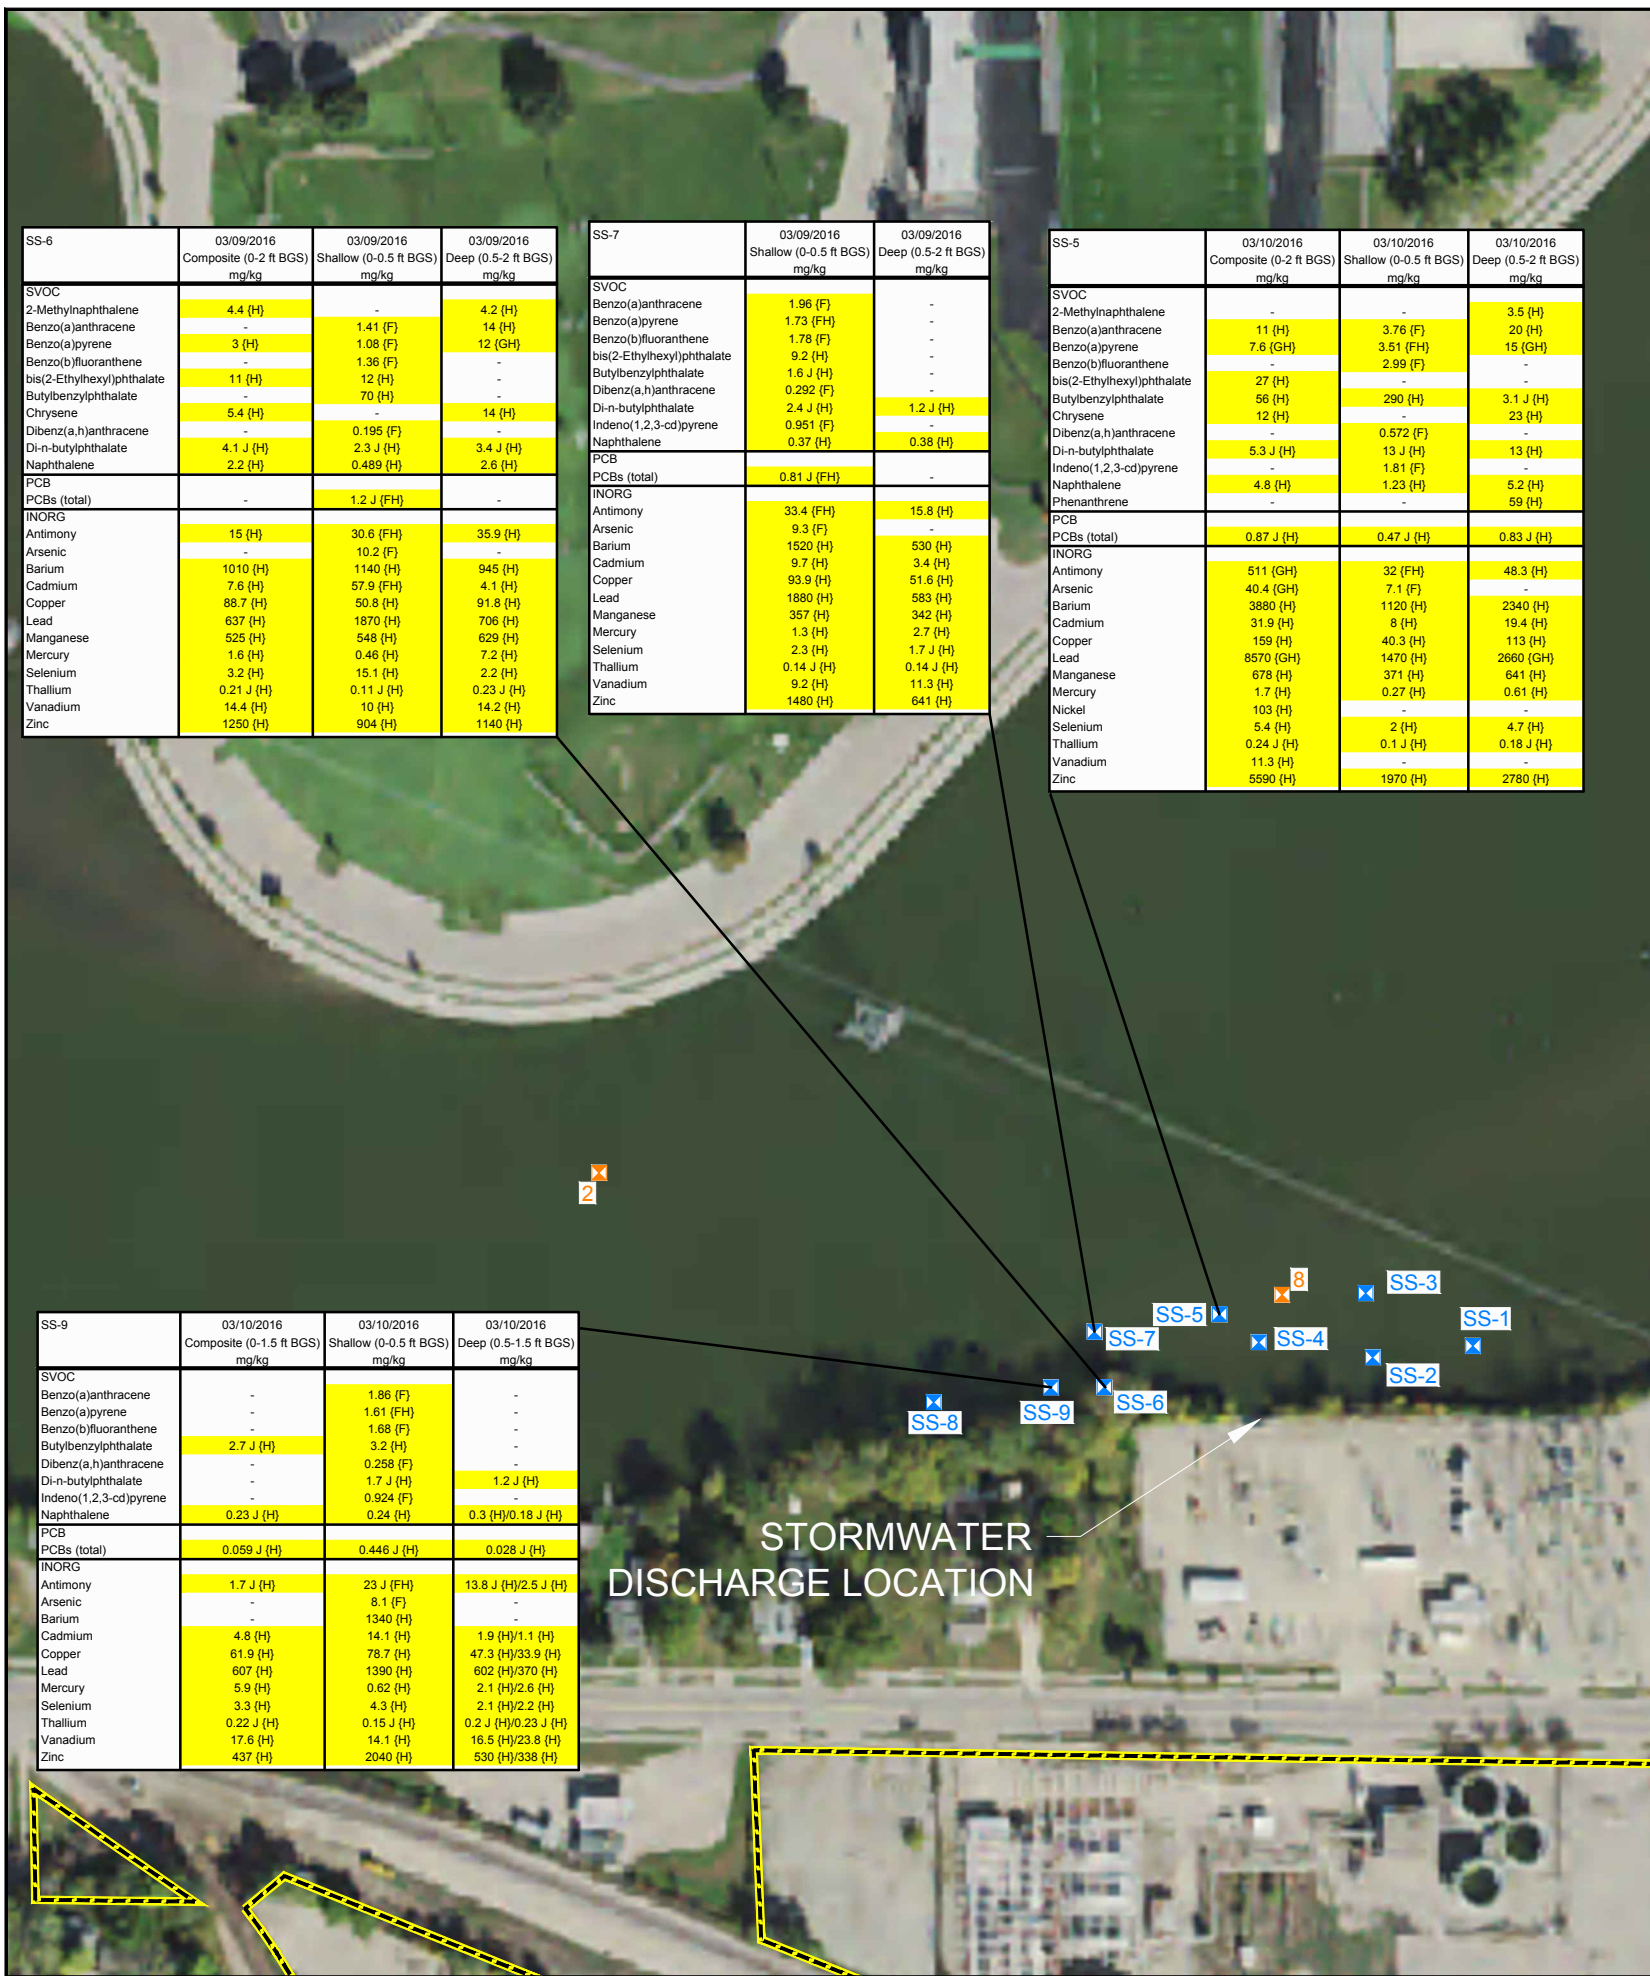 SS-6 03/09/2016 03/09/2016 03/09/2016
Composite (0-2 ft BGS) Shallow (0-0.5 ft BGS) Deep (0.5-2 ft BGS)
mg/kg mg/kg mg/kg
SVOC
2-Methylnaphthalene 4.4 {H} - 4.2 {H}
Benzo(a)anthracene - 1.41 {F} 14 {H}
Benzo(a)pyrene 3 {H} 1.08 {F} 12 {GH}
Benzo(b)fluoranthene - 1.36 {F} -
bis(2-Ethylhexyl)phthalate 11 {H} 12 {H} -
Butylbenzylphthalate - 70 {H} -
Chrysene 5.4 {H} - 14 {H}
Dibenz(a,h)anthracene - 0.195 {F} -
Di-n-butylphthalate 4.1 J {H} 2.3 J {H} 3.4 J {H}
Naphthalene 2.2 {H} 0.489 {H} 2.6 {H}
PCB
PCBs (total) - 1.2 J {FH} -
INORG
Antimony 15 {H} 30.6 {FH} 35.9 {H}
Arsenic - 10.2 {F} -
Barium 1010 {H} 1140 {H} 945 {H}
Cadmium 7.6 {H} 57.9 {FH} 4.1 {H}
Copper 88.7 {H} 50.8 {H} 91.8 {H}
Lead 637 {H} 1870 {H} 706 {H}
Manganese 525 {H} 548 {H} 629 {H}
Mercury 1.6 {H} 0.46 {H} 7.2 {H}
Selenium 3.2 {H} 15.1 {H} 2.2 {H}
Thallium 0.21 J {H} 0.11 J {H} 0.23 J {H}
Vanadium 14.4 {H} 10 {H} 14.2 {H}
Zinc 1250 {H} 904 {H} 1140 {H}
SS-7 03/09/2016 03/09/2016
Shallow (0-0.5 ft BGS) Deep (0.5-2 ft BGS)
mg/kg mg/kg
SVOC
Benzo(a)anthracene 1.96 {F} -
Benzo(a)pyrene 1.73 {FH} -
Benzo(b)fluoranthene 1.78 {F} -
bis(2-Ethylhexyl)phthalate 9.2 {H} -
Butylbenzylphthalate 1.6 J {H} -
Dibenz(a,h)anthracene 0.292 {F} -
Di-n-butylphthalate 2.4 J {H} 1.2 J {H}
Indeno(1,2,3-cd)pyrene 0.951 {F} -
Naphthalene 0.37 {H} 0.38 {H}
PCB
PCBs (total) 0.81 J {FH} -
INORG
Antimony 33.4 {FH} 15.8 {H}
Arsenic 9.3 {F} -
Barium 1520 {H} 530 {H}
Cadmium 9.7 {H} 3.4 {H}
Copper 93.9 {H} 51.6 {H}
Lead 1880 {H} 583 {H}
Manganese 357 {H} 342 {H}
Mercury 1.3 {H} 2.7 {H}
Selenium 2.3 {H} 1.7 J {H}
Thallium 0.14 J {H} 0.14 J {H}
Vanadium 9.2 {H} 11.3 {H}
Zinc 1480 {H} 641 {H}
SS-5 03/10/2016 03/10/2016 03/10/2016
Composite (0-2 ft BGS) Shallow (0-0.5 ft BGS) Deep (0.5-2 ft BGS)
mg/kg mg/kg mg/kg
SVOC
2-Methylnaphthalene - - 3.5 {H}
Benzo(a)anthracene 11 {H} 3.76 {F} 20 {H}
Benzo(a)pyrene 7.6 {GH} 3.51 {FH} 15 {GH}
Benzo(b)fluoranthene - 2.99 {F} -
bis(2-Ethylhexyl)phthalate 27 {H} - -
Butylbenzylphthalate 56 {H} 290 {H} 3.1 J {H}
Chrysene 12 {H} - 23 {H}
Dibenz(a,h)anthracene - 0.572 {F} -
Di-n-butylphthalate 5.3 J {H} 13 J {H} 13 {H}
Indeno(1,2,3-cd)pyrene - 1.81 {F} -
Naphthalene 4.8 {H} 1.23 {H} 5.2 {H}
Phenanthrene - - 59 {H}
PCB
PCBs (total) 0.87 J {H} 0.47 J {H} 0.83 J {H}
INORG
Antimony 511 {GH} 32 {FH} 48.3 {H}
Arsenic 40.4 {GH} 7.1 {F} -
Barium 3880 {H} 1120 {H} 2340 {H}
Cadmium 31.9 {H} 8 {H} 19.4 {H}
Copper 159 {H} 40.3 {H} 113 {H}
Lead 8570 {GH} 1470 {H} 2660 {GH}
Manganese 678 {H} 371 {H} 641 {H}
Mercury 1.7 {H} 0.27 {H} 0.61 {H}
Nickel 103 {H} - -
Selenium 5.4 {H} 2 {H} 4.7 {H}
Thallium 0.24 J {H} 0.1 J {H} 0.18 J {H}
Vanadium 11.3 {H} - -
Zinc 5590 {H} 1970 {H} 2780 {H}
2
8
SS-3
SS-5
SS-1
SS-7
SS-4
SS-2
SS-6
SS-9
SS-8
SS-9 03/10/2016 03/10/2016 03/10/2016
Composite (0-1.5 ft BGS) Shallow (0-0.5 ft BGS) Deep (0.5-1.5 ft BGS)
mg/kg mg/kg mg/kg
SVOC
Benzo(a)anthracene - 1.86 {F} -
Benzo(a)pyrene - 1.61 {FH} -
Benzo(b)fluoranthene - 1.68 {F} -
Butylbenzylphthalate 2.7 J {H} 3.2 {H} -
Dibenz(a,h)anthracene - 0.258 {F} -
Di-n-butylphthalate - 1.7 J {H} 1.2 J {H}
Indeno(1,2,3-cd)pyrene - 0.924 {F} -
Naphthalene 0.23 J {H} 0.24 {H} 0.3 {H}/0.18 J {H}
PCB
PCBs (total) 0.059 J {H} 0.446 J {H} 0.028 J {H}
INORG
Antimony 1.7 J {H} 23 J {FH} 13.8 J {H}/2.5 J {H}
Arsenic - 8.1 {F} -
Barium - 1340 {H} -
Cadmium 4.8 {H} 14.1 {H} 1.9 {H}/1.1 {H}
Copper 61.9 {H} 78.7 {H} 47.3 {H}/33.9 {H}
Lead 607 {H} 1390 {H} 602 {H}/370 {H}
Mercury 5.9 {H} 0.62 {H} 2.1 {H}/2.6 {H}
Selenium 3.3 {H} 4.3 {H} 2.1 {H}/2.2 {H}
Thallium 0.22 J {H} 0.15 J {H} 0.2 J {H}/0.23 J {H}
Vanadium 17.6 {H} 14.1 {H} 16.5 {H}/23.8 {H}
Zinc 437 {H} 2040 {H} 530 {H}/338 {H}
STORMWATER
DISCHARGE LOCATION